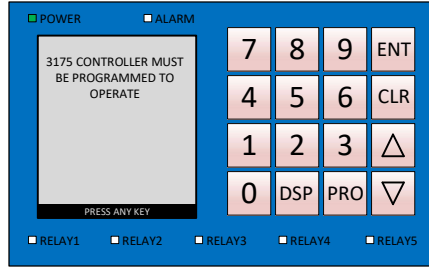 POWER ALARM
3175 CONTROLLER MUST
BE PROGRAMMED TO
OPERATE
PRESS ANY KEY
7 8 9 ENT
4 5 6 CLR
1 2 3
0 DSP PRO
RELAY1 RELAY2 RELAY3 RELAY4 RELAY5